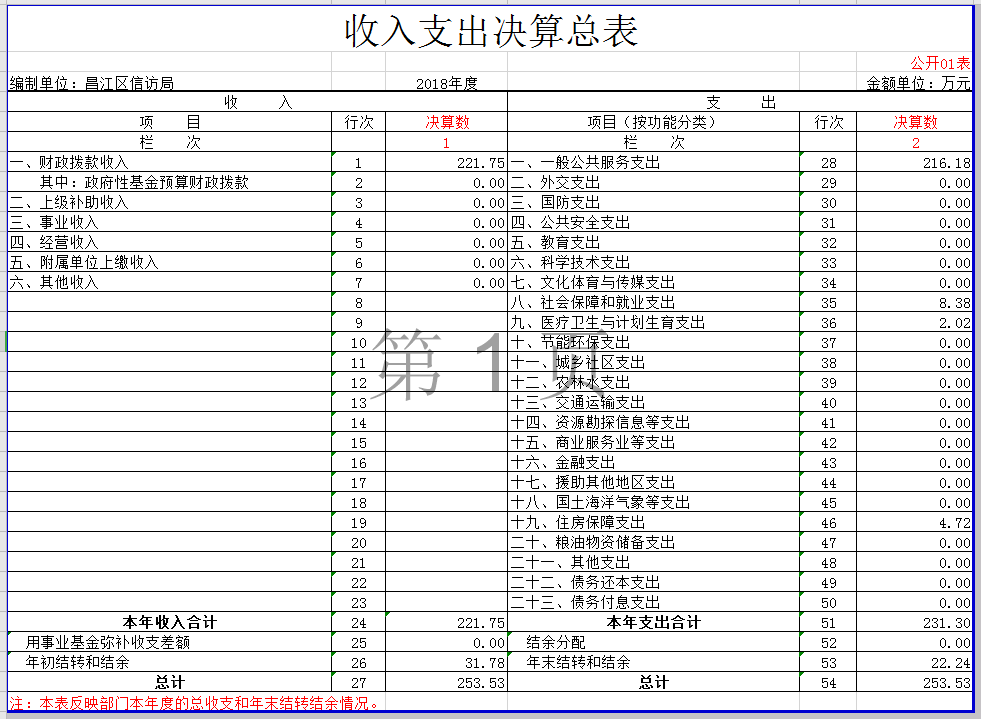 收入支出决算总表
公开01表
编制单位：昌江区信访局 2018年度 金额单位：万元
收 入 支 出
项 目 行次 决算数 项目（按功能分类） 行次 决算数
栏 次 1 栏 次 2
一、财政拨款收入 1 221.75 一、一般公共服务支出 28 216.18
其中：政府性基金预算财政拨款 2 0.00 二、外交支出 29 0.00
二、上级补助收入 3 0.00 三、国防支出 30 0.00
三、事业收入 4 0.00 四、公共安全支出 31 0.00
四、经营收入 5 0.00 五、教育支出 32 0.00
五、附属单位上缴收入 6 0.00 六、科学技术支出 33 0.00
六、其他收入 7 0.00 七、文化体育与传媒支出 34 0.00
8 八、社会保障和就业支出 35 8.38
9 九、医疗卫生与计划生育支出 36 2.02
10 十、节能环保支出 37 0.00
11 十一、城乡社区支出 38 0.00
12 十二、农林水支出 39 0.00
13 十三、交通运输支出 40 0.00
14 十四、资源勘探信息等支出 41 0.00
15 十五、商业服务业等支出 42 0.00
16 十六、金融支出 43 0.00
17 十七、援助其他地区支出 44 0.00
18 十八、国土海洋气象等支出 45 0.00
19 十九、住房保障支出 46 4.72
20 二十、粮油物资储备支出 47 0.00
21 二十一、其他支出 48 0.00
22 二十二、债务还本支出 49 0.00
23 二十三、债务付息支出 50 0.00
本年收入合计 24 221.75 本年支出合计 51 231.30
用事业基金弥补收支差额 25 0.00 结余分配 52 0.00
年初结转和结余 26 31.78 年末结转和结余 53 22.24
总计 27 253.53 总计 54 253.53
注：本表反映部门本年度的总收支和年末结转结余情况。
第 1 页